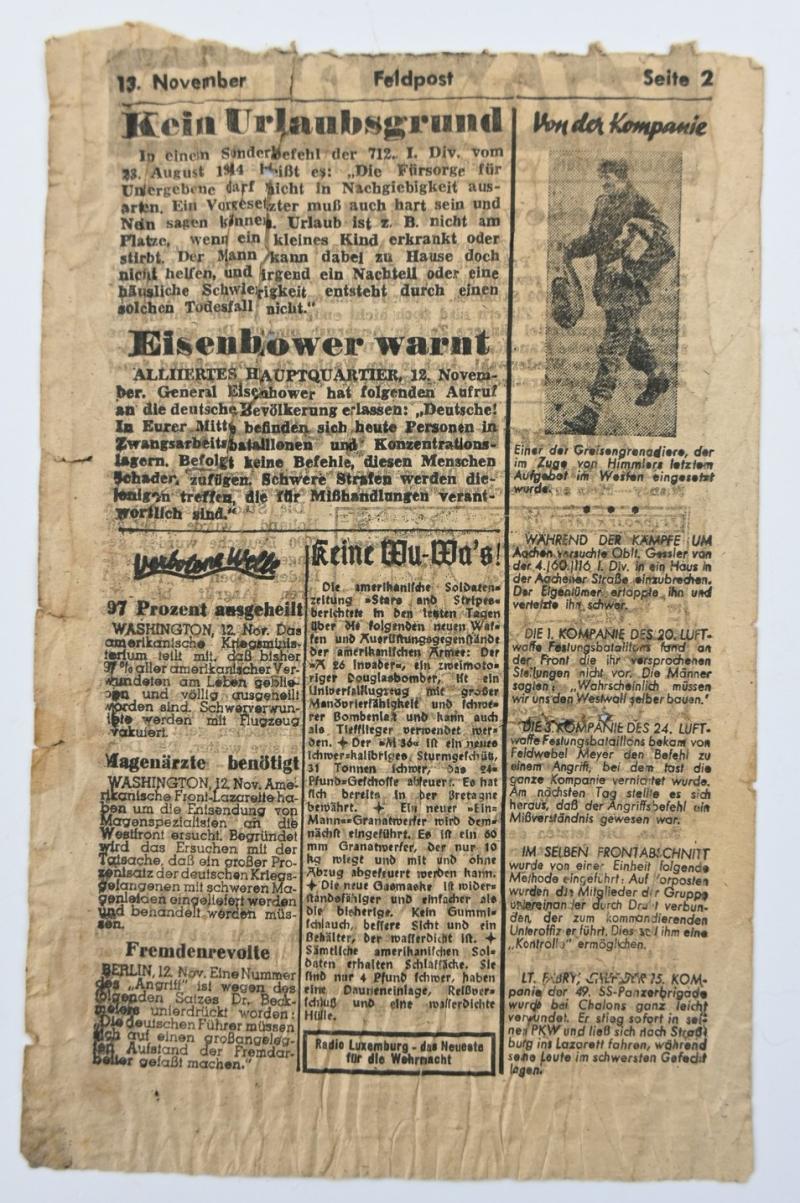 13. November
Feldpost
Seite 2
Kein Urlaubsgrund
In einem Sonderbefehl der 712. I. Div. vom
23. August 1944 heißt es: „Die Fürsorge für
Untergebene darf nicht in Nachgiebigkeit aus-
arten. Ein Vorgesetzter muß auch hart sein und
Nein sagen können. Urlaub ist z. B. nicht am
Platze, wenn ein kleines Kind erkrankt oder
stirbt. Der Mann kann dabei zu Hause doch
nicht helfen, und irgend ein Nachteil oder eine
häusliche Schwierigkeit entsteht durch einen
solchen Todesfall nicht.“
Eisenhower warnt
ALLIIERTES HAUPTQUARTIER, 12. Novem-
ber. General Eisenhower hat folgenden Aufruf
an die deutsche Bevölkerung erlassen: „Deutsche!
In Eurer Mitte befinden sich heute Personen in
Zwangsarbeitsbataillonen und Konzentrations-
lagern. Befolgt keine Befehle, diesen Menschen
Schaden zuzufügen. Schwere Strafen werden die-
jenigen treffen, die für Mißhandlungen verant-
wortlich sind.“
Verbotene Welle
97 Prozent ausgeheilt
WASHINGTON, 12. Nov. Das
amerikanische Kriegsminis-
terium teilt mit, daß bisher
97 % aller amerikanischer Ver-
wundeten am Leben geblie-
ben und völlig ausgeheilt
worden sind. Schwerverwun-
dete werden mit Flugzeug
evakuiert.
Magenärzte benötigt
WASHINGTON, 12. Nov. Ame-
rikanische Front-Lazarette ha-
ben um die Entsendung von
Magenspezialisten an die
Westfront ersucht. Begründet
wird das Ersuchen mit der
Tatsache, daß ein großer Pro-
zentsatz der deutschen Kriegs-
gefangenen mit schweren Ma-
genleiden eingeliefert werden
und behandelt werden müs-
sen.
Fremdenrevolte
BERLIN, 12. Nov. Eine Nummer
des „Angriff“ ist wegen des
folgenden Satzes Dr. Beck-
meiers unterdrückt worden:
„Die deutschen Führer müssen
sich auf einen großangeleg-
ten Aufstand der Fremdar-
beiter gefaßt machen.“
Keine Wu-Wa's!
Die amerikanische Soldaten-
zeitung »Stars and Stripes«
berichtete in den letzten Tagen
über die folgenden neuen Waf-
fen und Ausrüstungsgegenstände
der amerikanischen Armee: Der
»A 26 Invader«, ein zweimoto-
riger Douglasbomber, ist ein
Universalflugzeug mit großer
Manövrierfähigkeit und schwe-
rer Bombenlast und kann auch
als Tiefflieger verwendet wer-
den. ✦ Der »M 36« ist ein neues
schwer-kalibriges Sturmgeschütz,
31 Tonnen schwer, das 24-
Pfund-Geschosse abfeuert. Es hat
sich bereits in der Bretagne
bewährt. ✦ Ein neuer »Ein-
Mann«-Granatwerfer wird dem-
nächst eingeführt. Es ist ein 60
mm Granatwerfer, der nur 10
kg wiegt und mit und ohne
Abzug abgefeuert werden kann.
✦ Die neue Gasmaske ist wider-
standsfähiger und einfacher als
die bisherige. Kein Gummi-
schlauch, bessere Sicht und ein
Behälter, der wasserdicht ist. ✦
Sämtliche amerikanischen Sol-
daten erhalten Schlafsäcke. Sie
sind nur 4 Pfund schwer, haben
eine Dauneneinlage, Reißver-
schluß und eine wasserdichte
Hülle.
Radio Luxemburg - das Neueste
für die Wehrmacht
Von der Kompanie
Einer der Greisengrenadiere, der
im Zuge von Himmlers letztem
Aufgebot im Westen eingesetzt
wurde.
WÄHREND DER KÄMPFE UM
Aachen versuchte Oblt. Gessler von
der 4./60./116 I. Div. in ein Haus in
der Aachener Straße einzubrechen.
Der Eigentümer ertappte ihn und
verletzte ihn schwer.
DIE 1. KOMPANIE DES 20. LUFT-
waffe Festungsbataillons fand an
der Front die ihr versprochenen
Stellungen nicht vor. Die Männer
sagten: „Wahrscheinlich müssen
wir uns den Westwall selber bauen.“
DIE 3. KOMPANIE DES 24. LUFT-
waffe Festungsbataillons bekam von
Feldwebel Meyer den Befehl zu
einem Angriff, bei dem fast die
ganze Kompanie vernichtet wurde.
Am nächsten Tag stellte es sich
heraus, daß der Angriffsbefehl ein
Mißverständnis gewesen war.
IM SELBEN FRONTABSCHNITT
wurde von einer Einheit folgende
Methode eingeführt: Auf Vorposten
wurden die Mitglieder der Gruppe
untereinander durch Draht verbun-
den, der zum kommandierenden
Unteroffizier führt. Dies soll ihm eine
„Kontrolle“ ermöglichen.
LT. FABRY, CHEF DER 15. KOM-
panie der 49. SS-Panzerbrigade
wurde bei Chalons ganz leicht
verwundet. Er stieg sofort in sei-
nen PKW und ließ sich nach Straß-
burg ins Lazarett fahren, während
seine Leute im schwersten Gefecht
lagen.